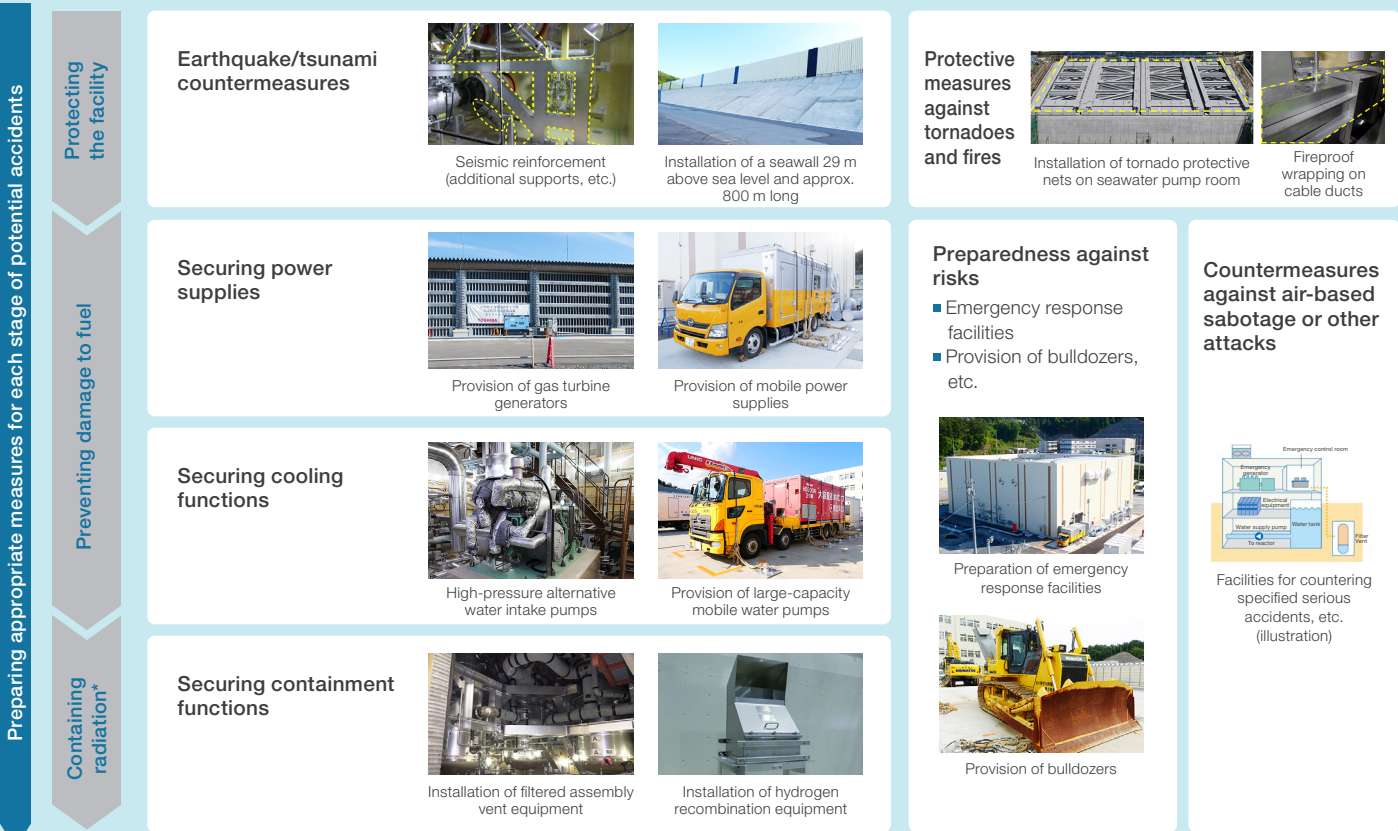 Preparing appropriate measures for each stage of potential accidents
Protecting
the facility
Earthquake/tsunami
countermeasures
Seismic reinforcement
(additional supports, etc.)
Installation of a seawall 29 m
above sea level and approx.
800 m long
Protective
measures
against
tornadoes
and fires
Installation of tornado protective
nets on seawater pump room
Fireproof
wrapping on
cable ducts
Preventing damage to fuel
Securing power
supplies
TOSHIBA
Provision of gas turbine
generators
Provision of mobile power
supplies
Securing cooling
functions
High-pressure alternative
water intake pumps
UNIC
Provision of large-capacity
mobile water pumps
Containing
radiation*
Securing containment
functions
Installation of filtered assembly
vent equipment
Installation of hydrogen
recombination equipment
Preparedness against
risks
■ Emergency response
facilities
■ Provision of bulldozers,
etc.
Preparation of emergency
response facilities
KOMATSU
Provision of bulldozers
Countermeasures
against air-based
sabotage or other
attacks
Emergency control room
Emergency
generator
Electrical
equipment
Water supply pump
Water tank
To reactor
Filter
Vent
Facilities for countering
specified serious
accidents, etc.
(illustration)